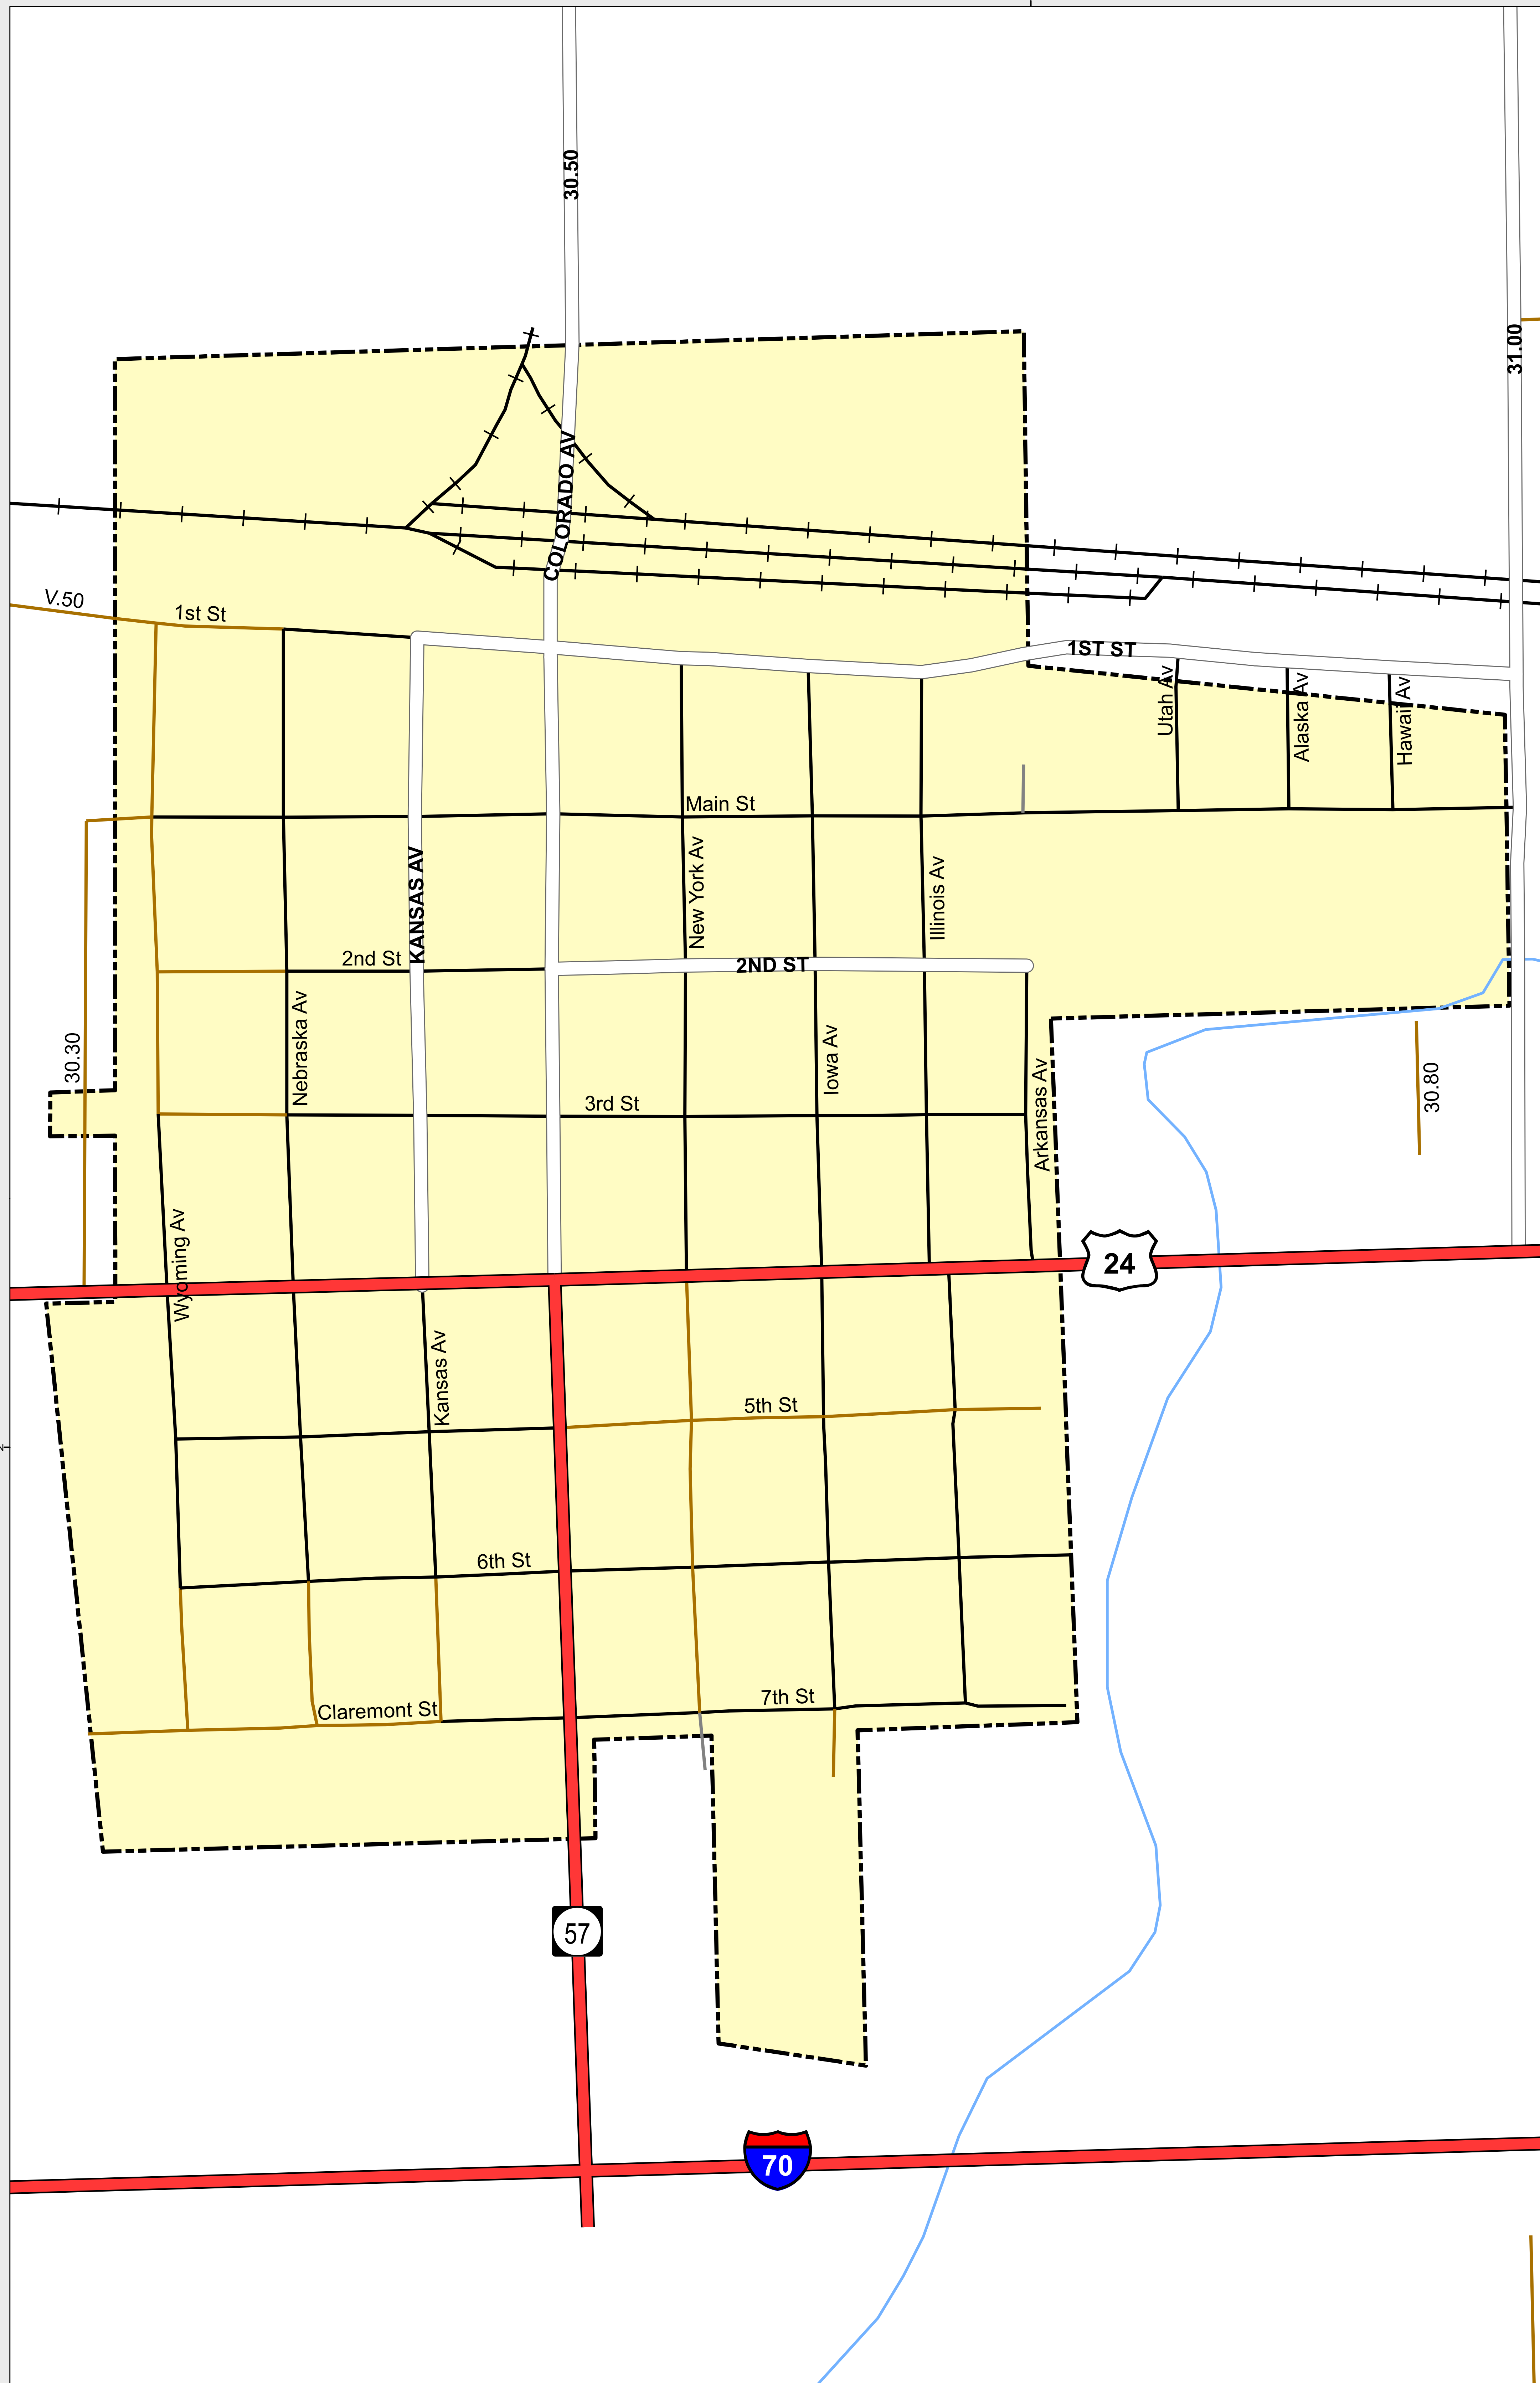 30.50
31.00
COLORADO AV
V.50
1st St
1ST ST
Utah Av
Alaska Av
Hawaii Av
Main St
KANSAS AV
New York Av
Illinois Av
2nd St
2ND ST
Nebraska Av
30.30
Iowa Av
Arkansas Av
30.80
3rd St
Wyoming Av
24
Kansas Av
5th St
6th St
Claremont St
7th St
57
70